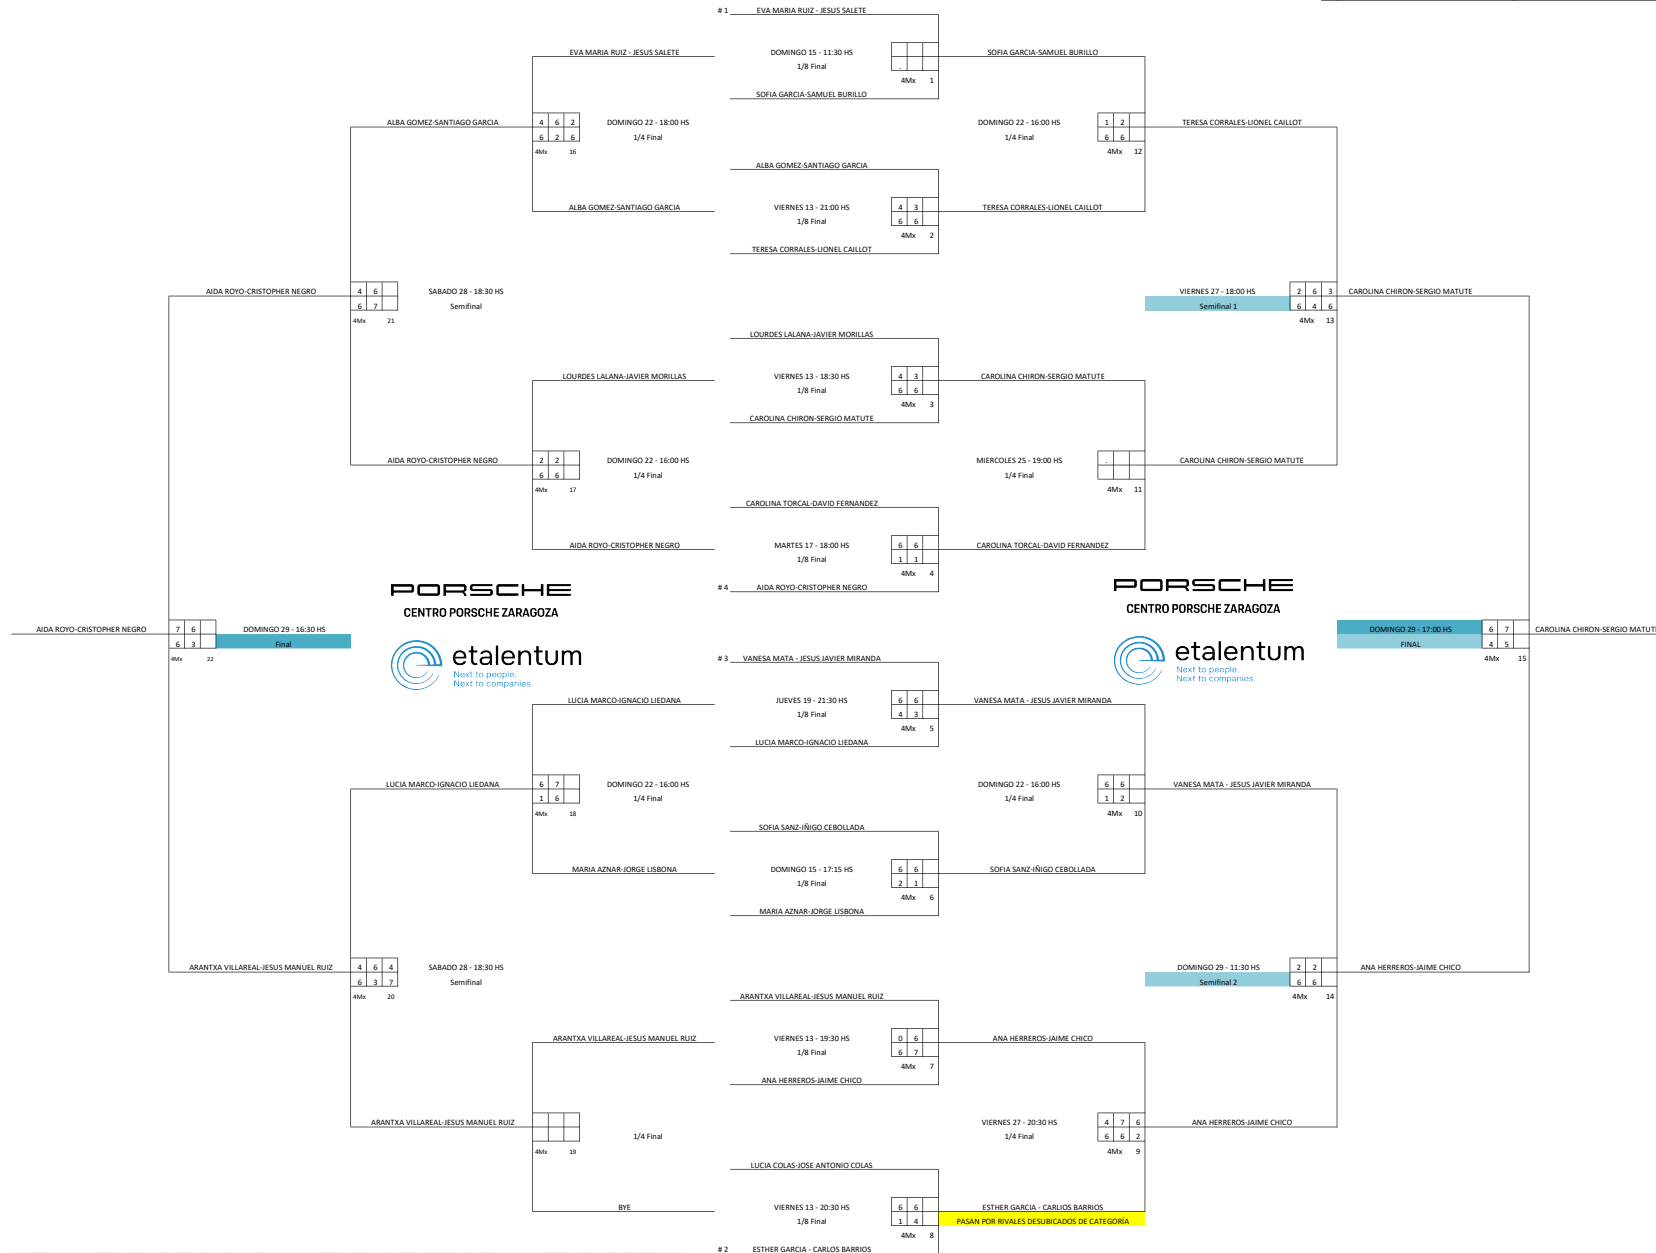 # 1 EVA MARIA RUIZ - JESUS SALETE
EVA MARIA RUIZ - JESUS SALETE DOMINGO 15 - 11:30 HS SOFIA GARCIA-SAMUEL BURILLO
1/8 Final .
4Mx 1
SOFIA GARCIA-SAMUEL BURILLO
ALBA GOMEZ-SANTIAGO GARCIA 4 6 2 DOMINGO 22 - 18:00 HS DOMINGO 22 - 16:00 HS 1 2 TERESA CORRALES-LIONEL CAILLOT
6 2 6 1/4 Final 1/4 Final 6 6
4Mx 16 4Mx 12
ALBA GOMEZ-SANTIAGO GARCIA
ALBA GOMEZ-SANTIAGO GARCIA VIERNES 13 - 21:00 HS 4 3 TERESA CORRALES-LIONEL CAILLOT
1/8 Final 6 6
4Mx 2
TERESA CORRALES-LIONEL CAILLOT
AIDA ROYO-CRISTOPHER NEGRO 4 6 SABADO 28 - 18:30 HS VIERNES 27 - 18:00 HS 2 6 3 CAROLINA CHIRON-SERGIO MATUTE
6 7 Semifinal Semifinal 1 6 4 6
4Mx 21 4Mx 13
LOURDES LALANA-JAVIER MORILLAS
LOURDES LALANA-JAVIER MORILLAS VIERNES 13 - 18:30 HS 4 3 CAROLINA CHIRON-SERGIO MATUTE
1/8 Final 6 6
4Mx 3
CAROLINA CHIRON-SERGIO MATUTE
AIDA ROYO-CRISTOPHER NEGRO 2 2 DOMINGO 22 - 16:00 HS MIERCOLES 25 - 19:00 HS . CAROLINA CHIRON-SERGIO MATUTE
6 6 1/4 Final 1/4 Final
4Mx 17 4Mx 11
CAROLINA TORCAL-DAVID FERNANDEZ
AIDA ROYO-CRISTOPHER NEGRO MARTES 17 - 18:00 HS 6 6 CAROLINA TORCAL-DAVID FERNANDEZ
1/8 Final 1 1
4Mx 4
PORSCHE # 4 AIDA ROYO-CRISTOPHER NEGRO PORSCHE
CENTRO PORSCHE ZARAGOZA CENTRO PORSCHE ZARAGOZA
AIDA ROYO-CRISTOPHER NEGRO 7 6 DOMINGO 29 - 16:30 HS DOMINGO 29 - 17:00 HS 6 7 CAROLINA CHIRON-SERGIO MATUTE
6 3 Final FINAL 4 5
4Mx 22 etalentum # 3 VANESA MATA - JESUS JAVIER MIRANDA etalentum 4Mx 15
Next to people. Next to people.
Next to companies. Next to companies.
LUCIA MARCO-IGNACIO LIEDANA JUEVES 19 - 21:30 HS 6 6 VANESA MATA - JESUS JAVIER MIRANDA
1/8 Final 4 3
4Mx 5
LUCIA MARCO-IGNACIO LIEDANA
LUCIA MARCO-IGNACIO LIEDANA 6 7 DOMINGO 22 - 16:00 HS DOMINGO 22 - 16:00 HS 6 6 VANESA MATA - JESUS JAVIER MIRANDA
1 6 1/4 Final 1/4 Final 1 2
4Mx 18 4Mx 10
SOFIA SANZ-IÑIGO CEBOLLADA
MARIA AZNAR-JORGE LISBONA DOMINGO 15 - 17:15 HS 6 6 SOFIA SANZ-IÑIGO CEBOLLADA
1/8 Final 2 1
4Mx 6
MARIA AZNAR-JORGE LISBONA
ARANTXA VILLAREAL-JESUS MANUEL RUIZ 4 6 4 SABADO 28 - 18:30 HS DOMINGO 29 - 11:30 HS 2 2 ANA HERREROS-JAIME CHICO
6 3 7 Semifinal Semifinal 2 6 6
4Mx 20 4Mx 14
ARANTXA VILLAREAL-JESUS MANUEL RUIZ
ARANTXA VILLAREAL-JESUS MANUEL RUIZ VIERNES 13 - 19:30 HS 0 6 ANA HERREROS-JAIME CHICO
1/8 Final 6 7
4Mx 7
ANA HERREROS-JAIME CHICO
ARANTXA VILLAREAL-JESUS MANUEL RUIZ VIERNES 27 - 20:30 HS 4 7 6 ANA HERREROS-JAIME CHICO
1/4 Final 1/4 Final 6 6 2
4Mx 19 4Mx 9
LUCIA COLAS-JOSE ANTONIO COLAS
BYE VIERNES 13 - 20:30 HS 6 6 ESTHER GARCIA - CARLIOS BARRIOS
1/8 Final 1 4 PASAN POR RIVALES DESUBICADOS DE CATEGORÍA
4Mx 8
# 2 ESTHER GARCIA - CARLOS BARRIOS